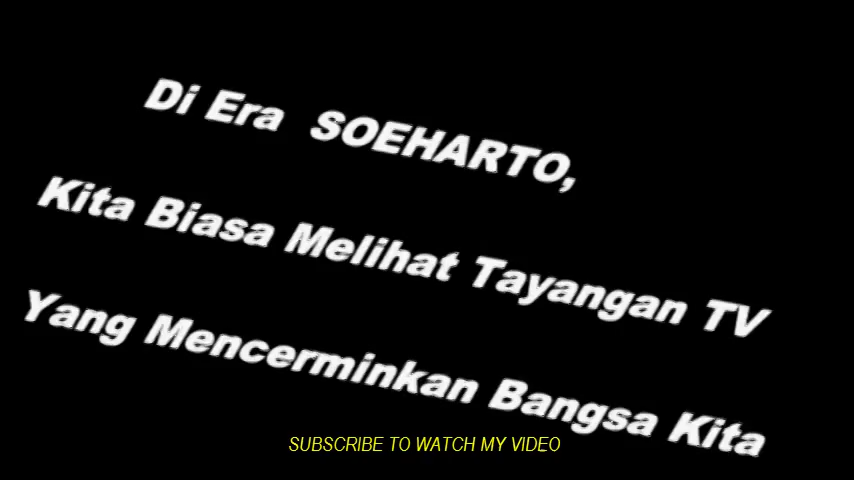 Di Era SOEHARTO,
Kita Biasa Melihat Tayangan TV
Yang Mencerminkan Bangsa Kita
SUBSCRIBE TO WATCH MY VIDEO